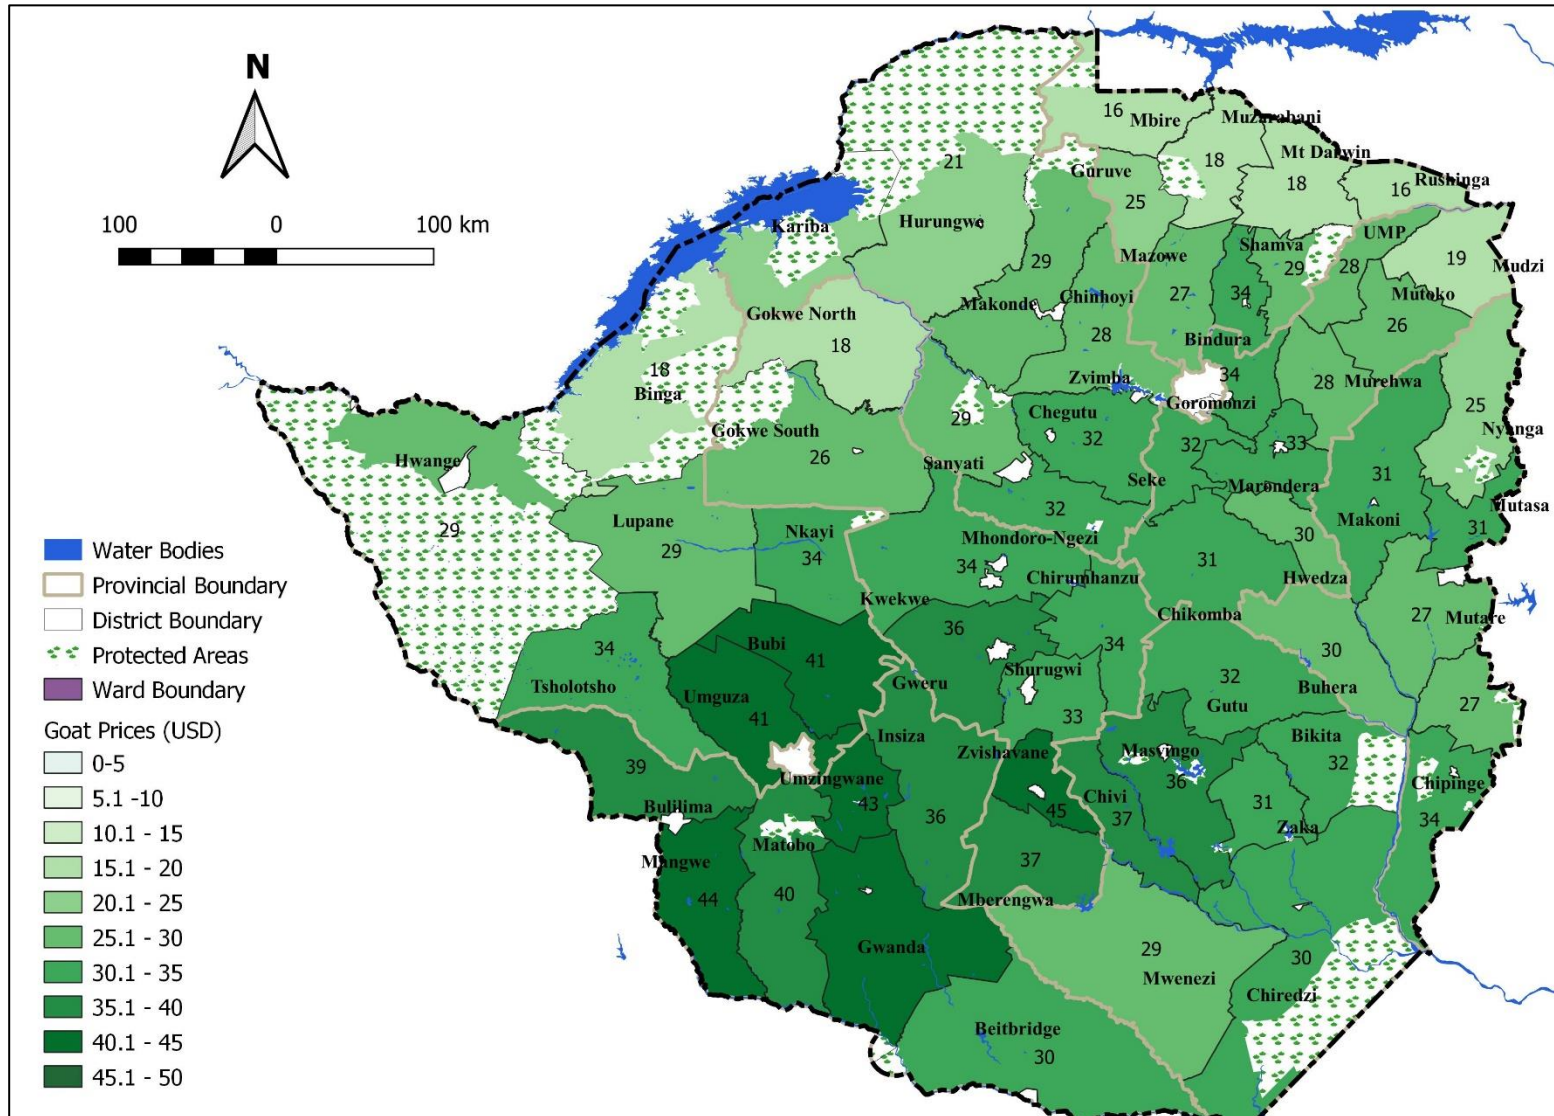 N
100 0 100 km
16
Mbire
Muzarabani
Mt Darwin
18
18
16
Rushinga
21
Guruve
25
Kariba
Hurungwe
Mazowe
Shamva
29
UMP
28
19
Mudzi
29
Makonde
Chinhoyi
27
34
Mutoko
26
Gokwe North
18
28
Bindura
Zvimba
34
Goromonzi
28
Murehwa
18
Binga
25
Nyanga
Gokwe South
26
29
Sanyati
Chegutu
32
32
33
Seke
Marondera
31
Makoni
Mutasa
31
Hwange
29
Lupane
29
Nkayi
34
32
Mhondoro-Ngezi
34
Chirumhanzu
31
30
Hwedza
Kwekwe
Chikomba
27
Mutare
34
Tsholotsho
Bubi
41
36
34
30
Buhera
Umguza
41
Gweru
Shurugwi
33
32
Gutu
27
39
Bulilima
Insiza
Umzingwane
43
36
Zvishavane
45
Chivi
37
Masvingo
36
Bikita
32
31
Zaka
Chipinge
34
Mangwe
44
Matobo
40
37
Mberengwa
Gwanda
29
Mwenezi
30
Chiredzi
Beitbridge
30
Water Bodies
Provincial Boundary
District Boundary
Protected Areas
Ward Boundary
Goat Prices (USD)
0-5
5.1 -10
10.1 - 15
15.1 - 20
20.1 - 25
25.1 - 30
30.1 - 35
35.1 - 40
40.1 - 45
45.1 - 50